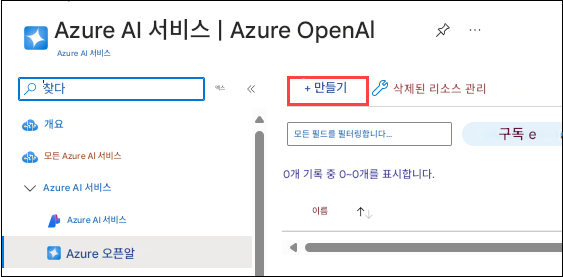 Azure AI 서비스 | Azure OpenAl
Azure AI 서비스
찾다
엑스
+ 만들기
삭제된 리소스 관리
개요
모든 Azure AI 서비스
Azure AI 서비스
Azure AI 서비스
Azure 오픈알
모든 필드를 필터링합니다...
구독 e
0개 기록 중 0~0개를 표시합니다.
이름